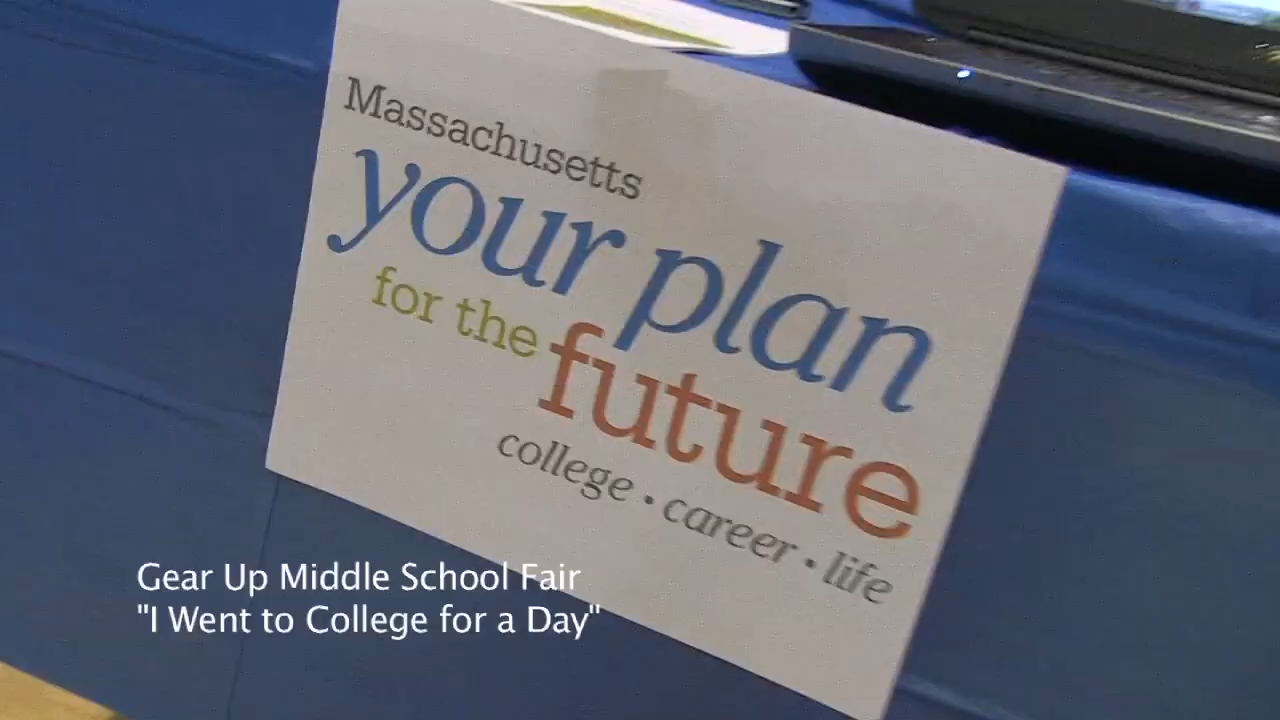 Massachusetts
your plan
for the future
college • career • life
Gear Up Middle School Fair
"I Went to College for a Day"